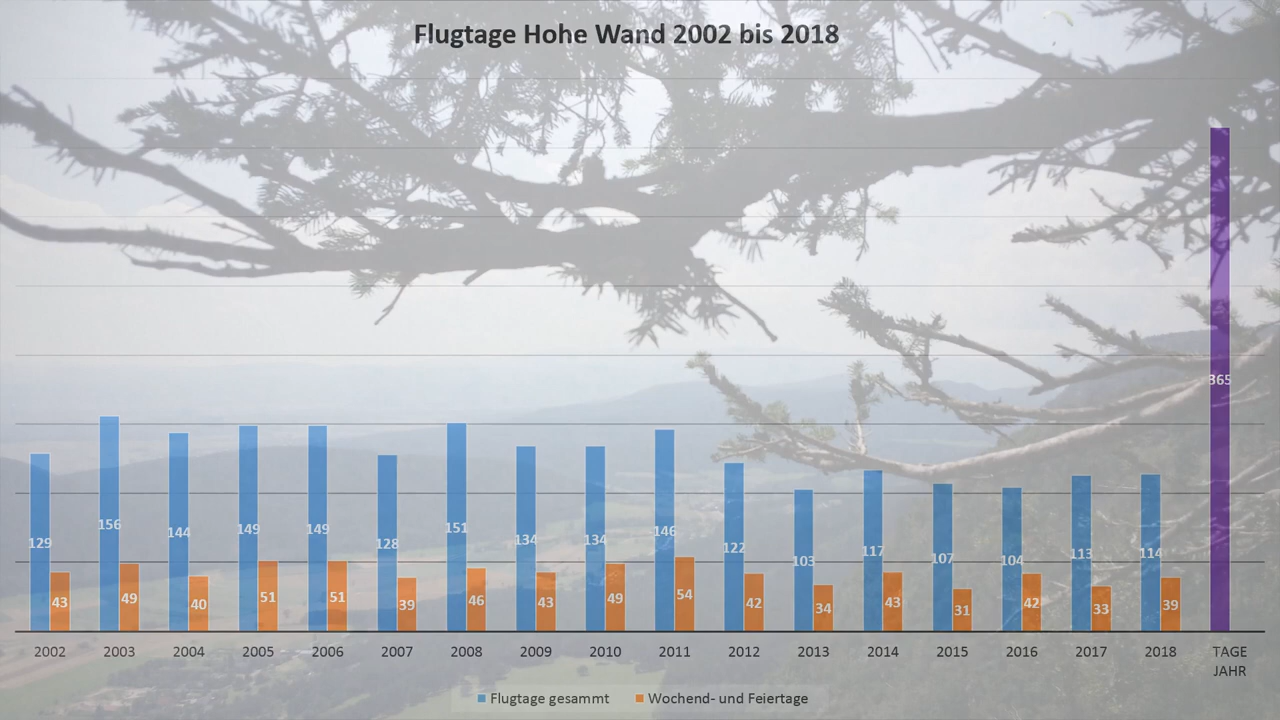 Flugtage Hohe Wand 2002 bis 2018
365
129 156 144 149 149 128 151 134 134 146 122 103 117 107 104 113 114
43 49 40 51 51 39 46 43 49 54 42 34 43 31 42 33 39
2002 2003 2004 2005 2006 2007 2008 2009 2010 2011 2012 2013 2014 2015 2016 2017 2018 TAGE
JAHR
Flugtage gesammt Wochend- und Feiertage